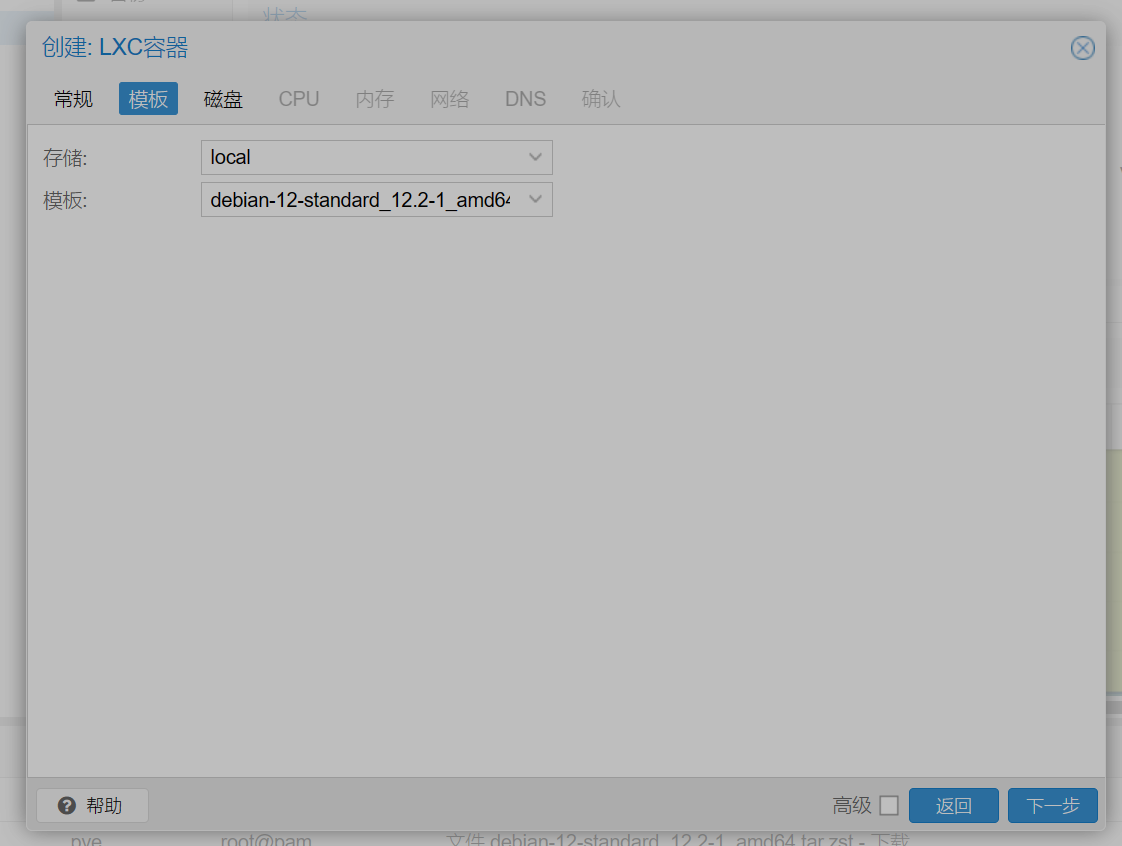 状态
创建: LXC容器
常规 模板 磁盘 CPU 内存 网络 DNS 确认
存储: local
模板: debian-12-standard_12.2-1_amd64
帮助 高级 返回 下一步
pve root@pam 文件 debian-12-standard_12.2-1_amd64.tar.zst - 下载